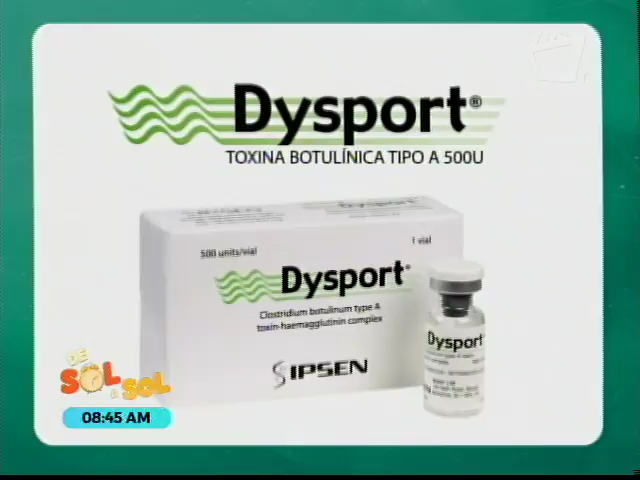 Dysport®
TOXINA BOTULÍNICA TIPO A 500U
Dysport
500 units/vial
1 vial
Dysport®
Clostridium botulinum type A
toxin-haemagglutinin complex
IPSEN
Dysport
DE
SOL
a
SOL
08:45 AM